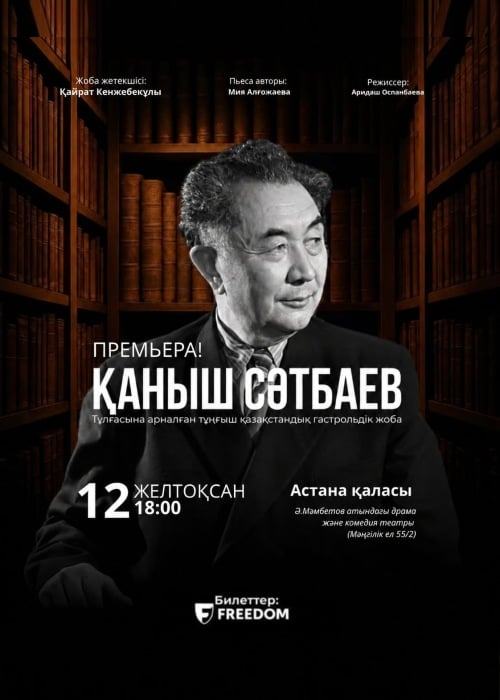 Жоба жетекшісі:
Қайрат Кенжебекұлы
Пьеса авторы:
Мия Алғожаева
Режиссер:
Аридаш Оспанбаева
ПРЕМЬЕРА!
ҚАНЫШ СӘТБАЕВ
Тұлғасына арналған тұңғыш қазақстандық гастрольдік жоба
12 ЖЕЛТОҚСАН
18:00
Астана қаласы
Ә.Мәмбетов атындағы драма
және комедия театры
(Мәңгілік ел 55/2)
Билеттер:
FREEDOM